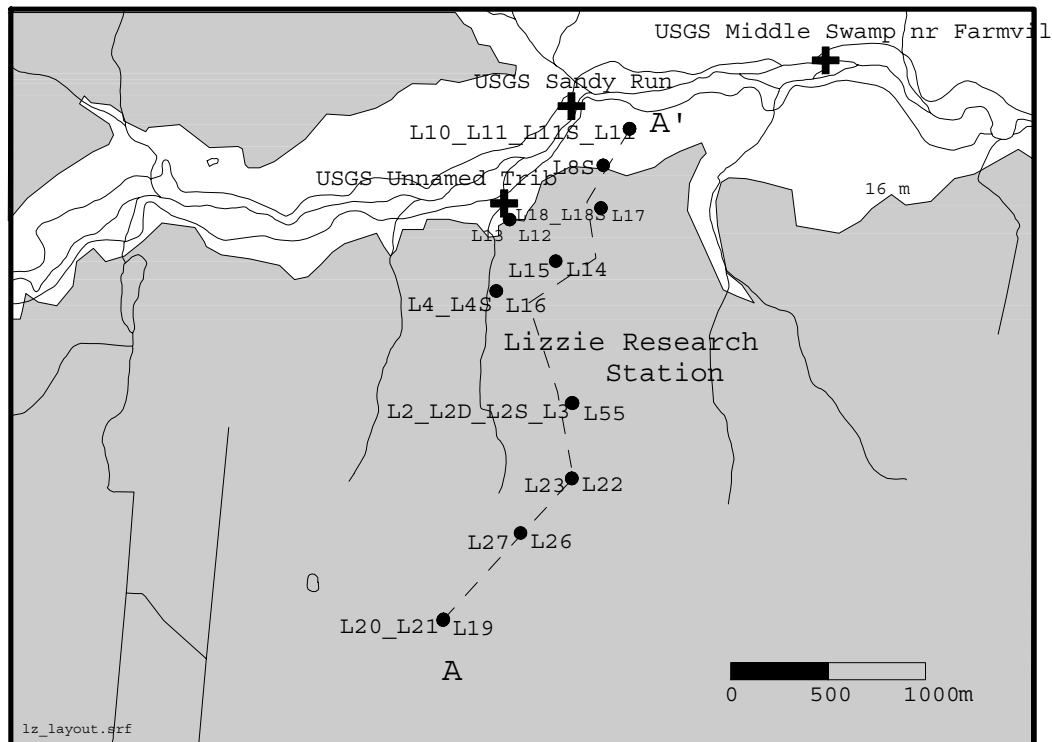 USGS Middle Swamp nr Farmvil
USGS Sandy Run
A'
L10_L11_L11S_L1
L8S
USGS Unnamed Trib
16 m
L18_L18S
L17
L13
L12
L15
L14
L4_L4S
L16
Lizzie Research
Station
L2_L2D_L2S_L3
L55
L23
L22
L27
L26
L20_L21
L19
A
0
500
1000m
lz_layout.srf